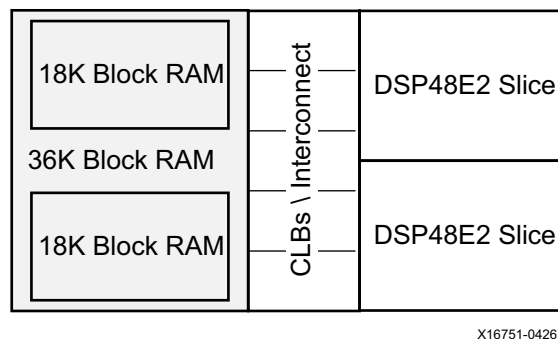 18K Block RAM
36K Block RAM
18K Block RAM
CLBs \ Interconnect
DSP48E2 Slice
DSP48E2 Slice
X16751-0426